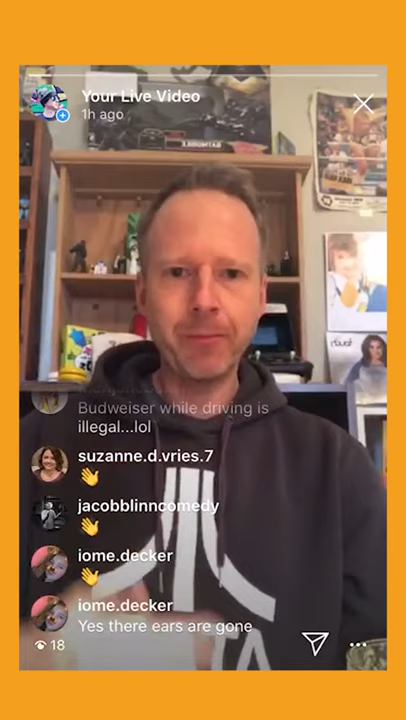 Your Live Video
1h ago
Budweiser while driving is
illegal...lol
suzanne.d.vries.7
👋
jacobblinncomedy
👋
iome.decker
👋
iome.decker
Yes there ears are gone
18